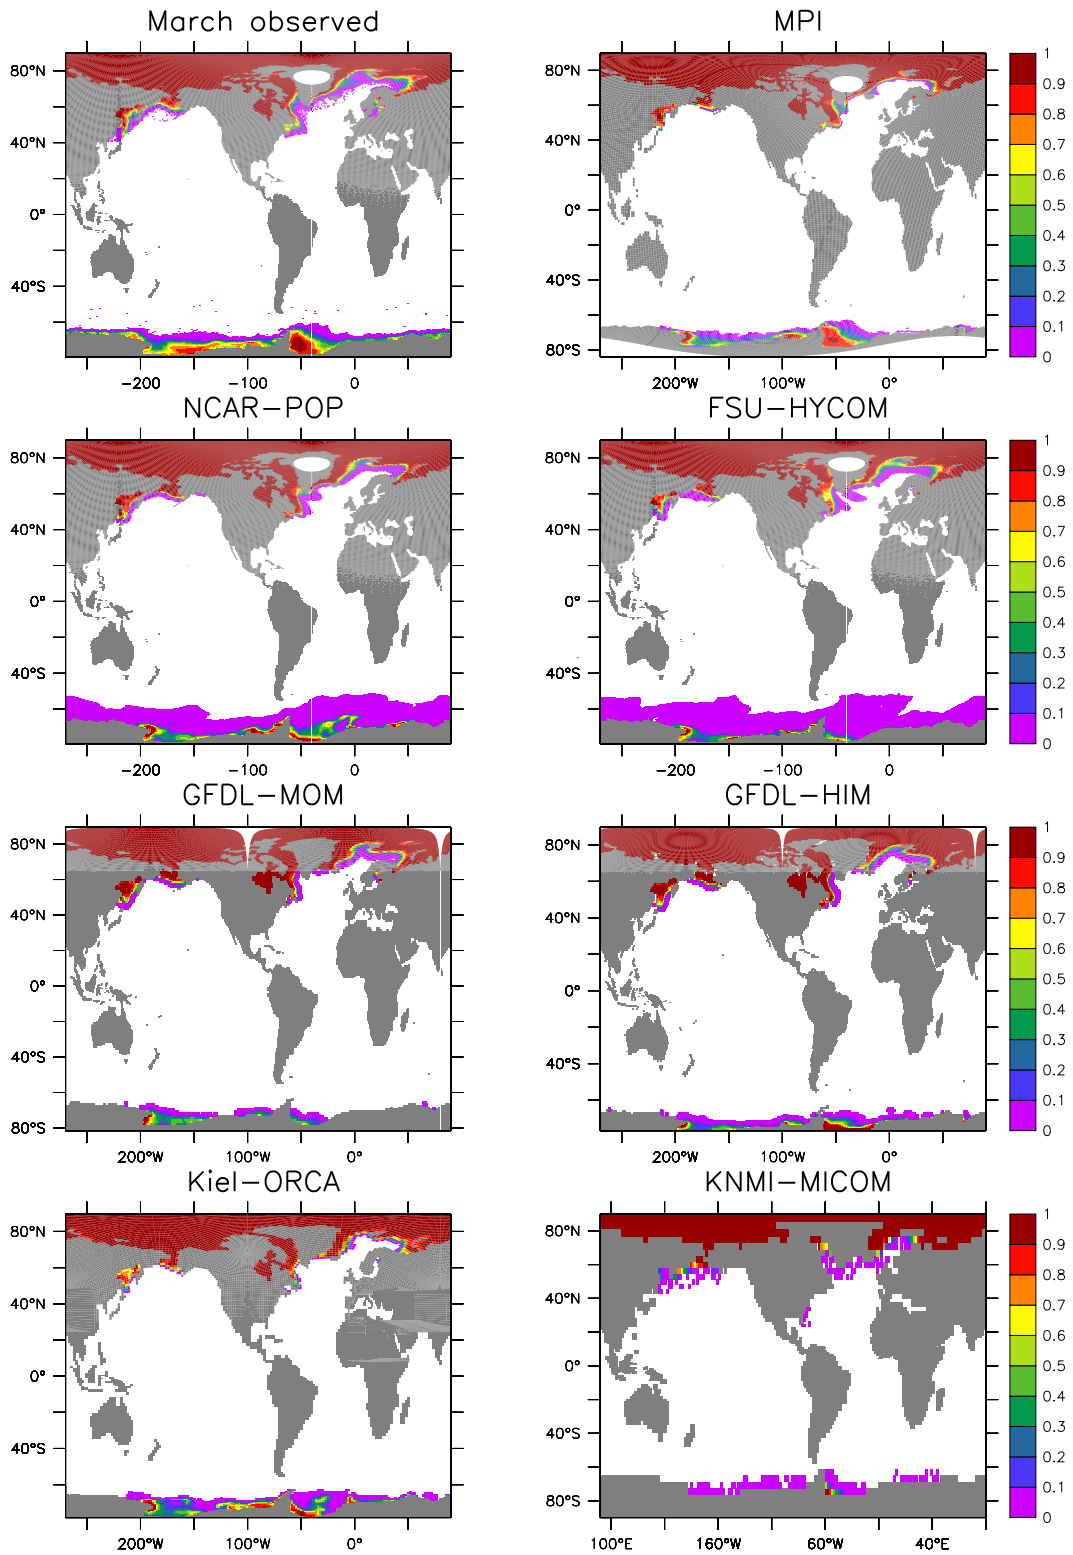 March observed
MPI
80°N
40°N
0°
40°S
-200
-100
0
80°N
40°N
0°
40°S
80°S
200°W
100°W
0°
1
0.9
0.8
0.7
0.6
0.5
0.4
0.3
0.2
0.1
0
NCAR-POP
FSU-HYCOM
80°N
40°N
0°
40°S
-200
-100
0
80°N
40°N
0°
40°S
-200
-100
0
1
0.9
0.8
0.7
0.6
0.5
0.4
0.3
0.2
0.1
0
GFDL-MOM
GFDL-HIM
80°N
40°N
0°
40°S
80°S
200°W
100°W
0°
80°N
40°N
0°
40°S
200°W
100°W
0°
1
0.9
0.8
0.7
0.6
0.5
0.4
0.3
0.2
0.1
0
Kiel-ORCA
KNMI-MICOM
80°N
40°N
0°
40°S
200°W
100°W
0°
80°N
40°N
0°
40°S
80°S
100°E
160°W
60°W
40°E
1
0.9
0.8
0.7
0.6
0.5
0.4
0.3
0.2
0.1
0